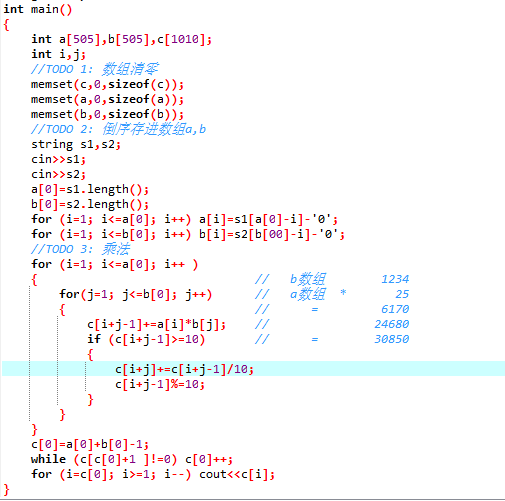 int main()
{
int a[505],b[505],c[1010];
int i,j;
//TODO 1: 数组清零
memset(c,0,sizeof(c));
memset(a,0,sizeof(a));
memset(b,0,sizeof(b));
//TODO 2: 倒序存进数组a,b
string s1,s2;
cin>>s1;
cin>>s2;
a[0]=s1.length();
b[0]=s2.length();
for (i=1; i<=a[0]; i++) a[i]=s1[a[0]-i]-'0';
for (i=1; i<=b[0]; i++) b[i]=s2[b[00]-i]-'0';
//TODO 3: 乘法
for (i=1; i<=a[0]; i++ )
{ // b数组 1234
for(j=1; j<=b[0]; j++) // a数组 * 25
{ // = 6170
c[i+j-1]+=a[i]*b[j]; // 24680
if (c[i+j-1]>=10) // = 30850
{
c[i+j]+=c[i+j-1]/10;
c[i+j-1]%=10;
}
}
}
c[0]=a[0]+b[0]-1;
while (c[c[0]+1 ]!=0) c[0]++;
for (i=c[0]; i>=1; i--) cout<<c[i];
}